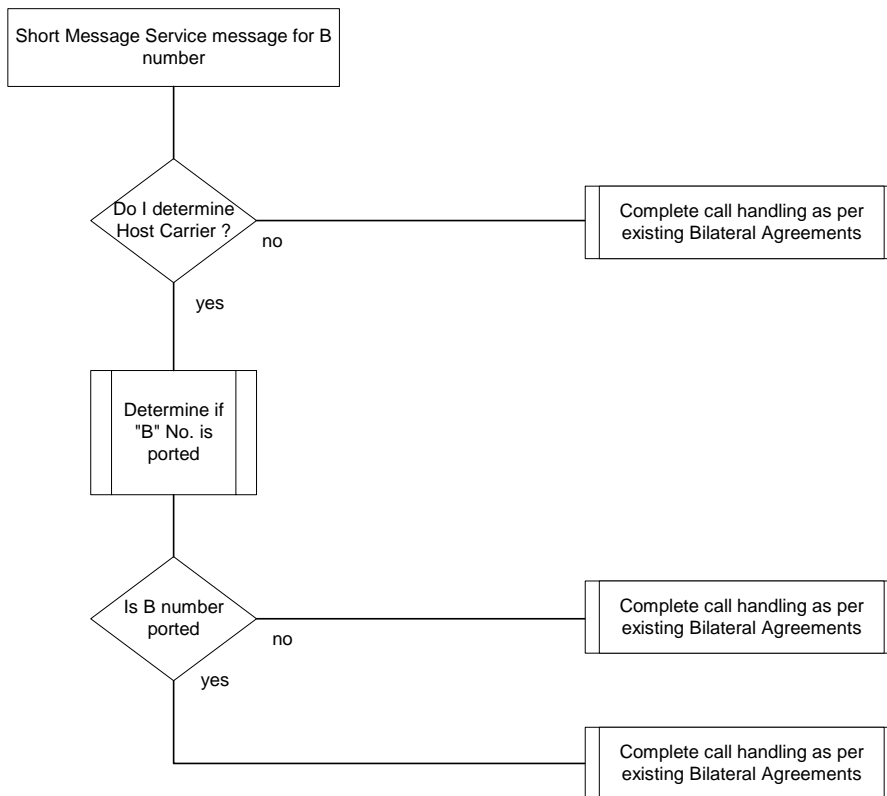 Short Message Service message for B
number
Do I determine
Host Carrier ?
no
Complete call handling as per
existing Bilateral Agreements
yes
Determine if
"B" No. is
ported
Is B number
ported
no
Complete call handling as per
existing Bilateral Agreements
yes
Complete call handling as per
existing Bilateral Agreements